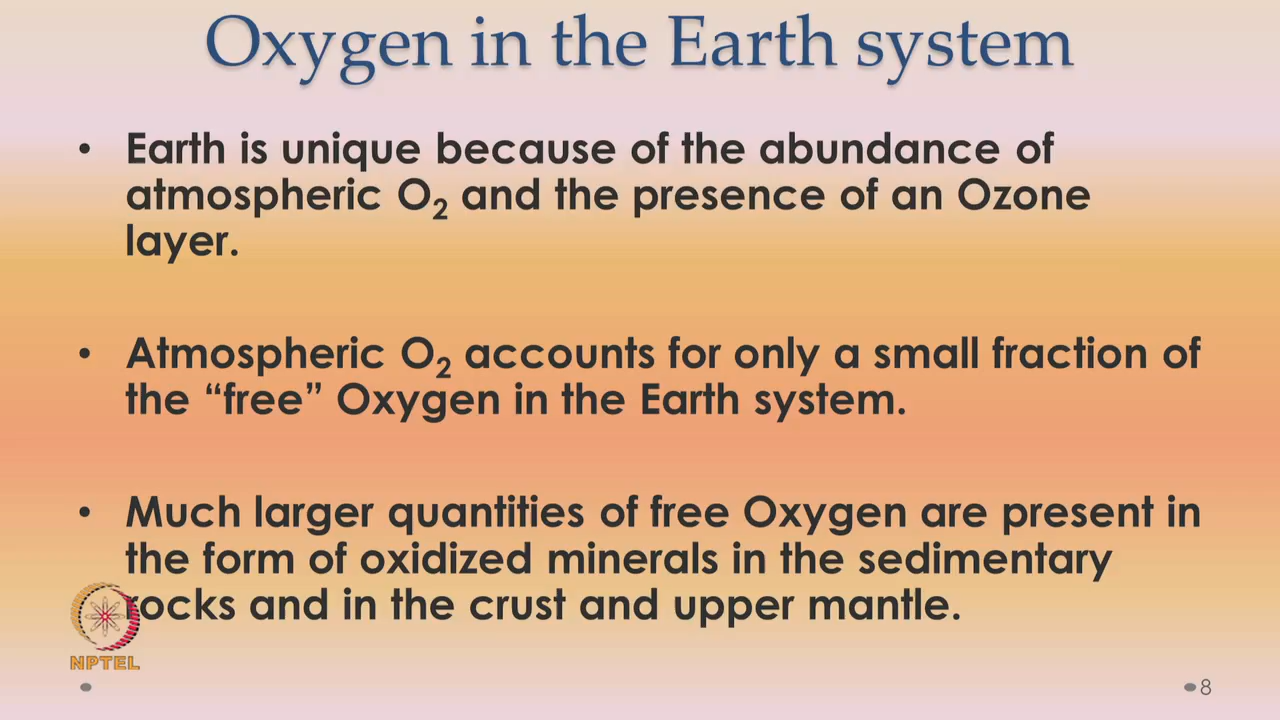 Oxygen in the Earth system
• Earth is unique because of the abundance of
atmospheric O₂ and the presence of an Ozone
layer.
• Atmospheric O₂ accounts for only a small fraction of
the “free” Oxygen in the Earth system.
• Much larger quantities of free Oxygen are present in
the form of oxidized minerals in the sedimentary
rocks and in the crust and upper mantle.
NPTEL
8